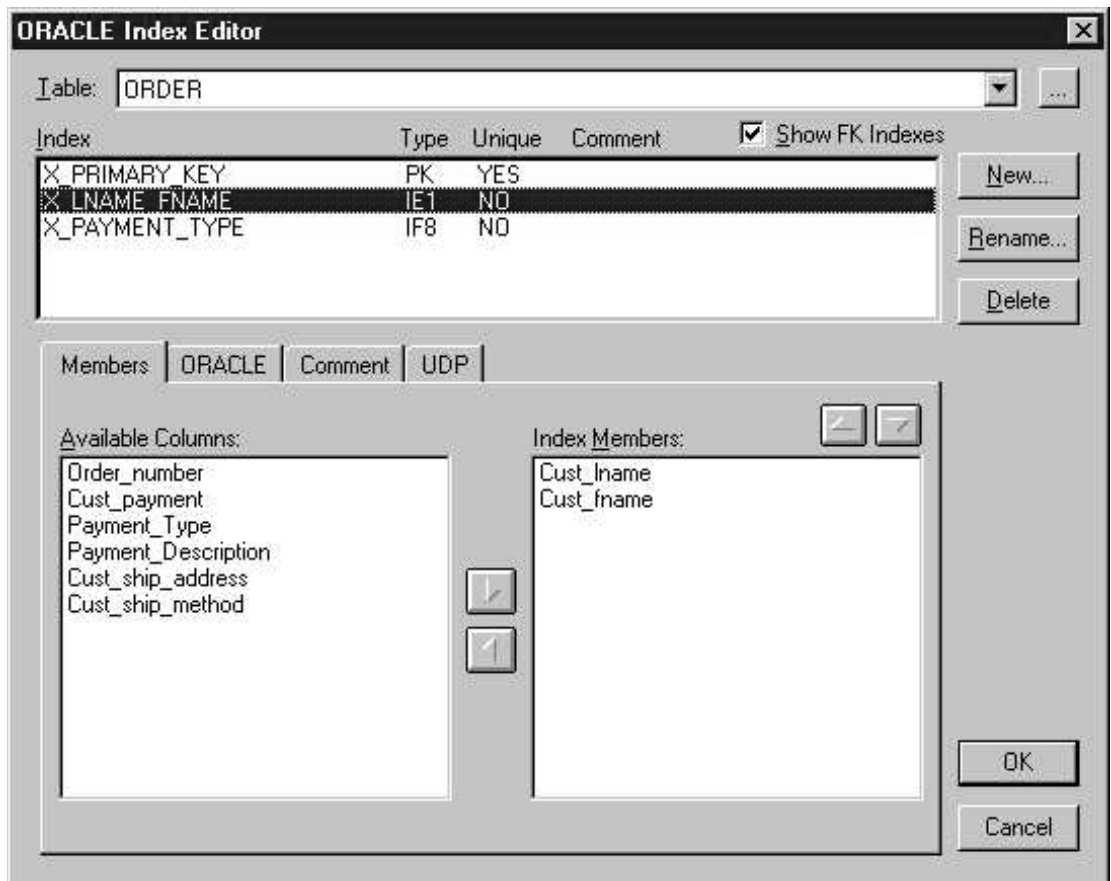 ORACLE Index Editor
Table: ORDER ...
Index Type Unique Comment Show FK Indexes
X_PRIMARY_KEY PK YES
X_LNAME_FNAME IE1 NO
X_PAYMENT_TYPE IF8 NO
New...
Rename...
Delete
Members ORACLE Comment UDP
Available Columns: Index Members:
Order_number Cust_lname
Cust_payment Cust_fname
Payment_Type
Payment_Description
Cust_ship_address
Cust_ship_method
OK
Cancel